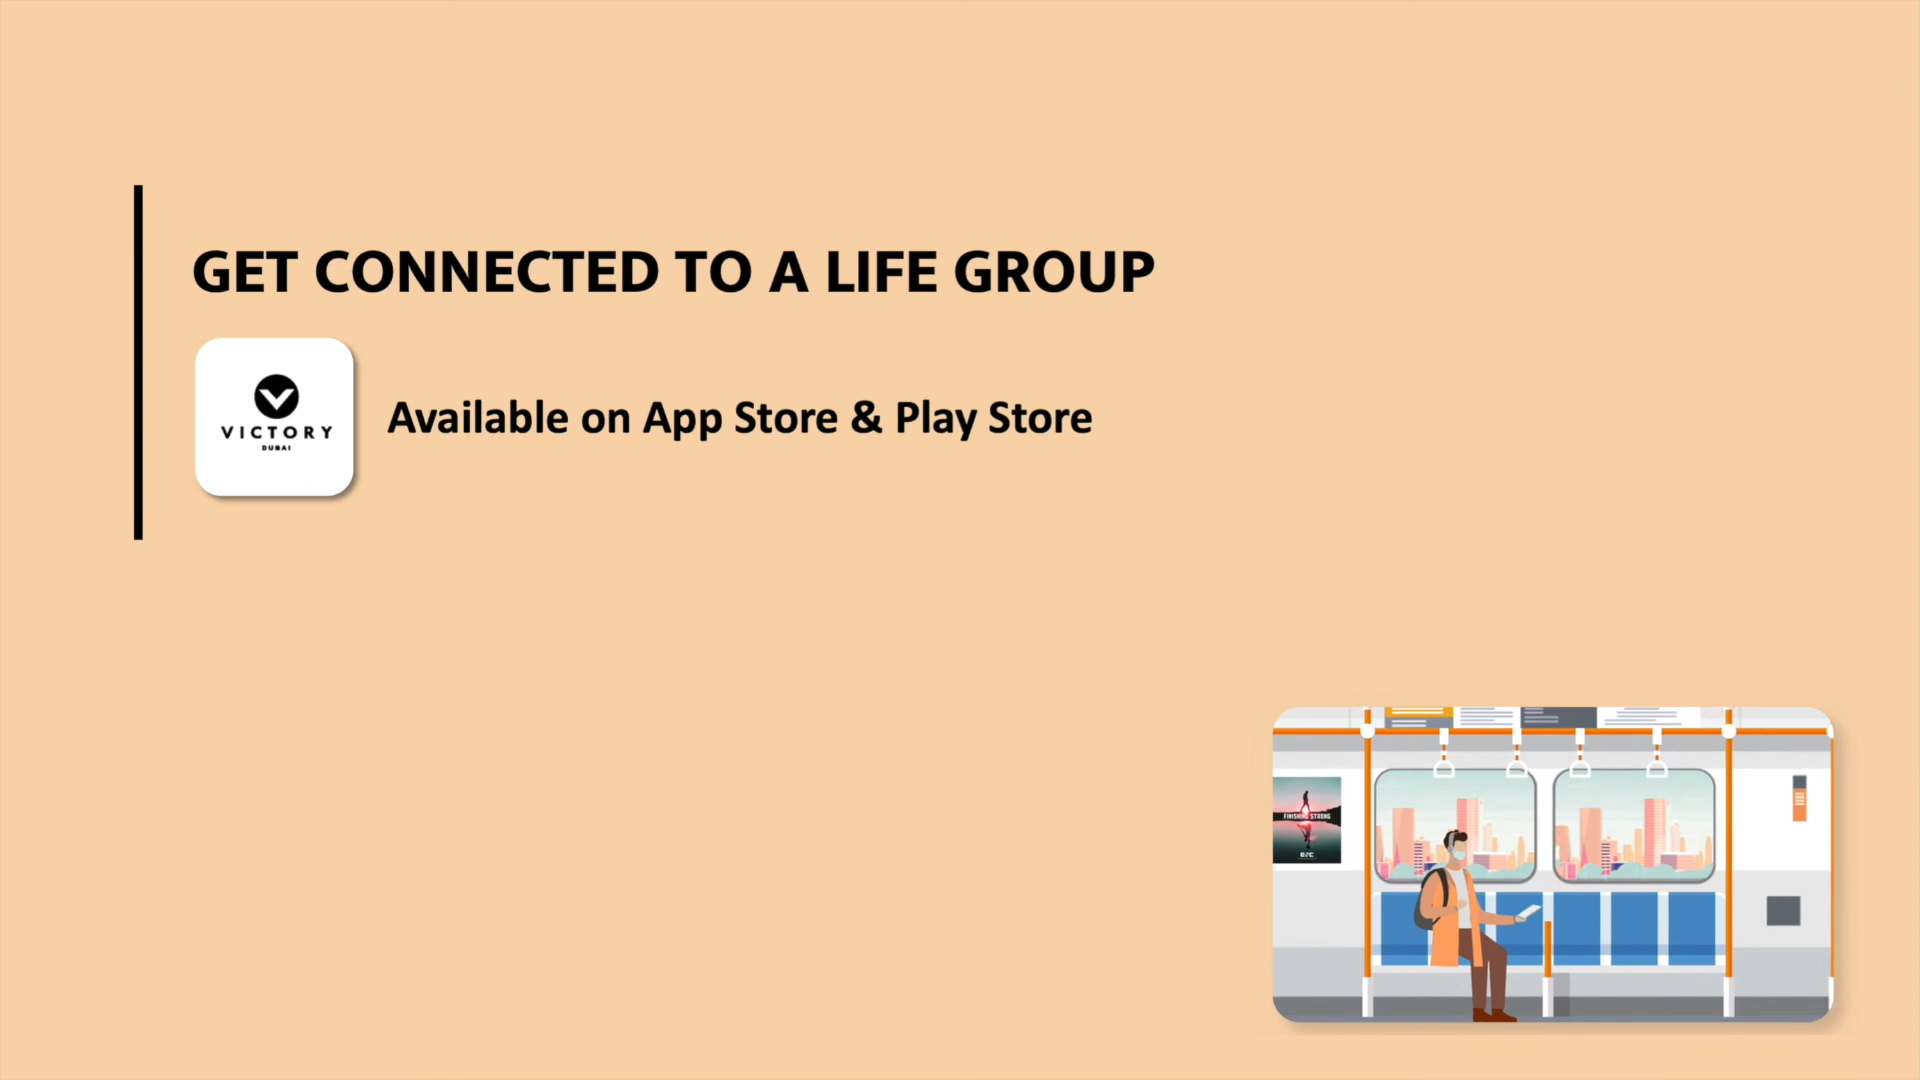 GET CONNECTED TO A LIFE GROUP
VICTORY
DUBAI
Available on App Store & Play Store
FINISHING STRONG